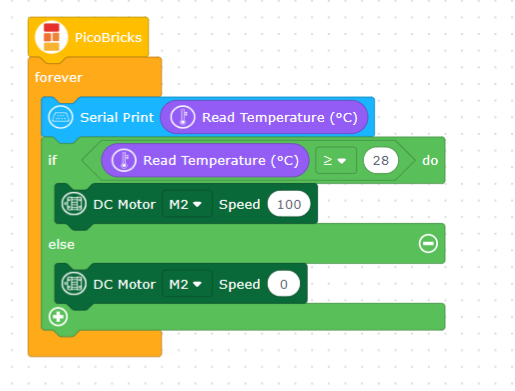 PicoBricks
forever
Serial Print Read Temperature (°C)
if Read Temperature (°C) ≥ 28 do
DC Motor M2 Speed 100
else
DC Motor M2 Speed 0